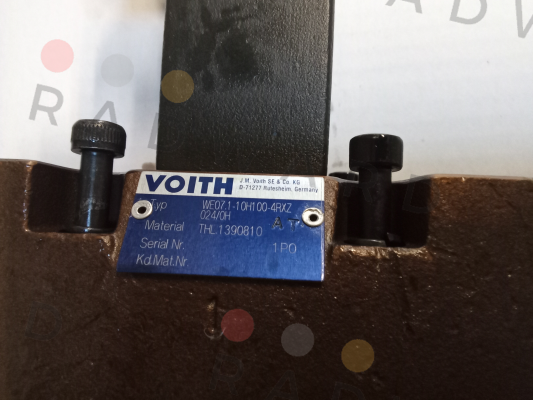 RADWELL
VOITH
J.M. Voith SE & Co. KG
D-71277 Rutesheim, Germany
Typ WE07.1-10H100-4RXZ
024/0H A T
Material THL.1390810
Serial Nr. 1P0
Kd.Mat.Nr.